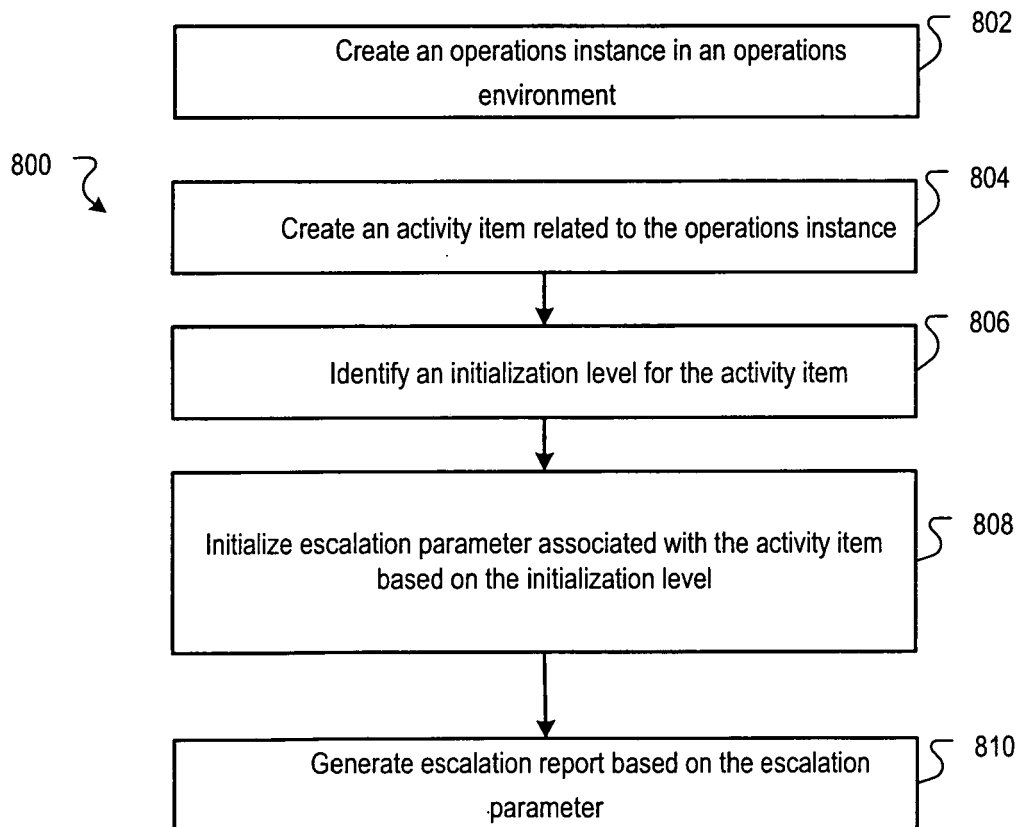 802
Create an operations instance in an operations
environment
800
804
Create an activity item related to the operations instance
806
Identify an initialization level for the activity item
808
Initialize escalation parameter associated with the activity item
based on the initialization level
810
Generate escalation report based on the escalation
parameter